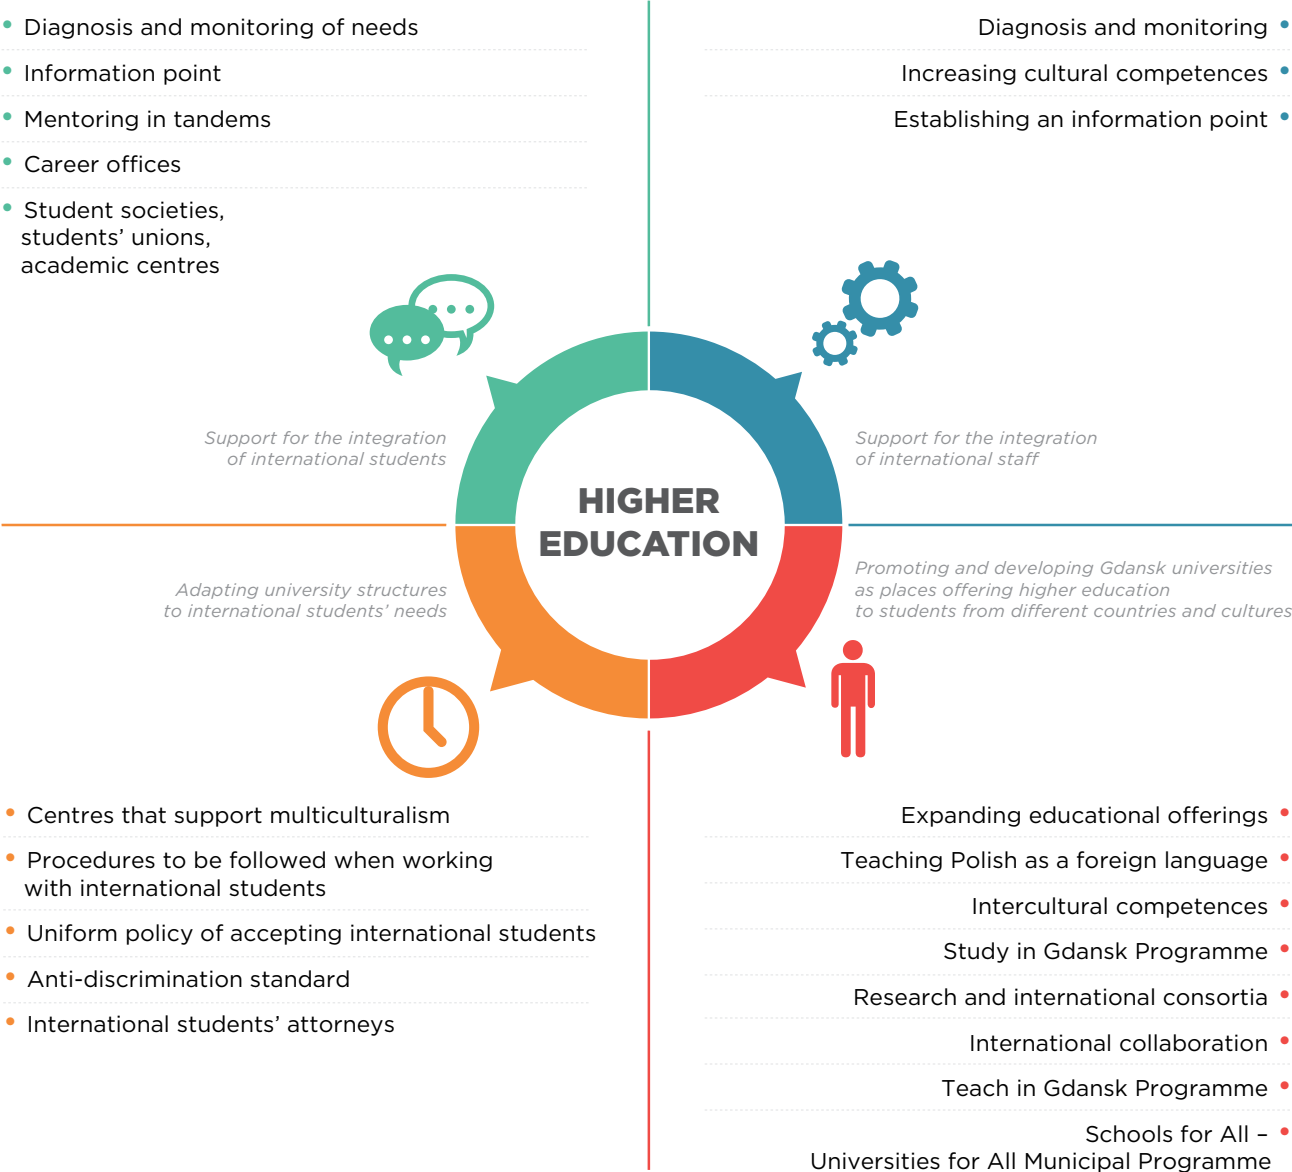 Diagnosis and monitoring of needs
Information point
Mentoring in tandems
Career offices
Student societies,
students’ unions,
academic centres
Support for the integration
of international students
Diagnosis and monitoring
Increasing cultural competences
Establishing an information point
Support for the integration
of international staff
HIGHER
EDUCATION
Adapting university structures
to international students’ needs
Centres that support multiculturalism
Procedures to be followed when working
with international students
Uniform policy of accepting international students
Anti-discrimination standard
International students’ attorneys
Promoting and developing Gdansk universities
as places offering higher education
to students from different countries and cultures
Expanding educational offerings
Teaching Polish as a foreign language
Intercultural competences
Study in Gdansk Programme
Research and international consortia
International collaboration
Teach in Gdansk Programme
Schools for All –
Universities for All Municipal Programme